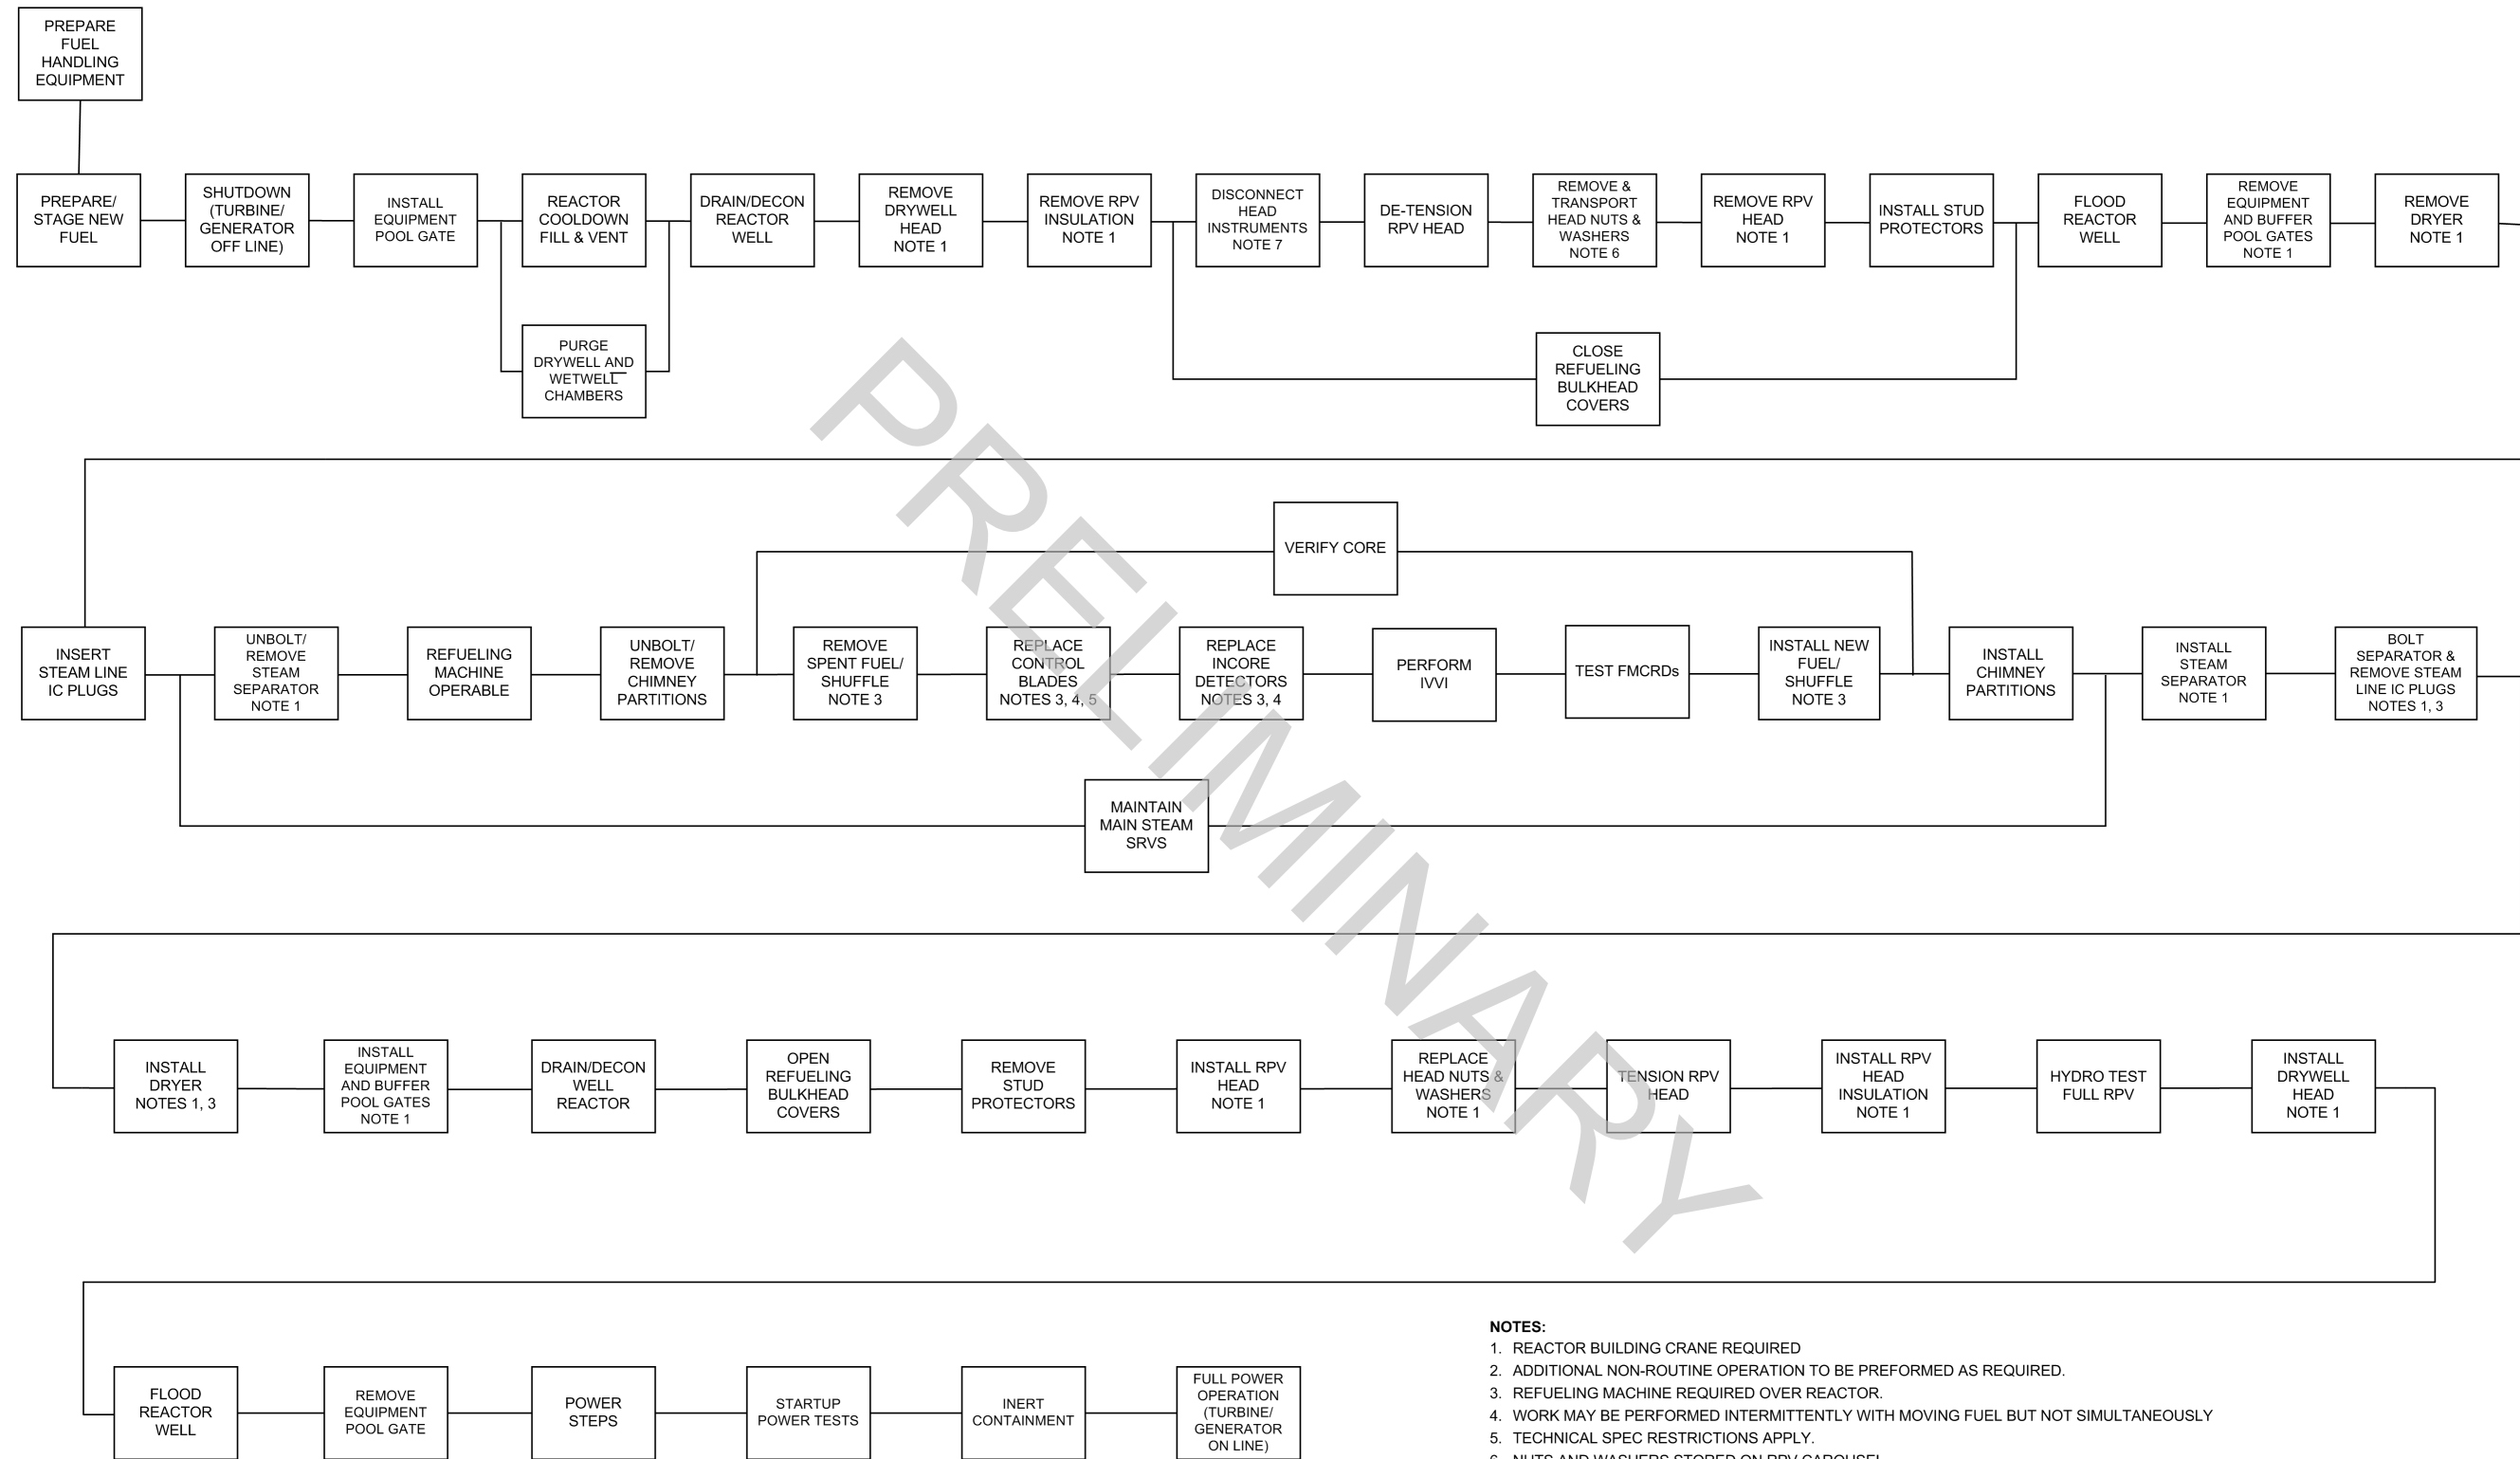 PREPARE
FUEL
HANDLING
EQUIPMENT
PREPARE/
STAGE NEW
FUEL
SHUTDOWN
(TURBINE/
GENERATOR
OFF LINE)
INSTALL
EQUIPMENT
POOL GATE
REACTOR
COOLDOWN
FILL & VENT
DRAIN/DECON
REACTOR
WELL
REMOVE
DRYWELL
HEAD
NOTE 1
REMOVE RPV
INSULATION
NOTE 1
DISCONNECT
HEAD
INSTRUMENTS
NOTE 7
DE-TENSION
RPV HEAD
REMOVE &
TRANSPORT
HEAD NUTS &
WASHERS
NOTE 6
REMOVE RPV
HEAD
NOTE 1
INSTALL STUD
PROTECTORS
FLOOD
REACTOR
WELL
REMOVE
EQUIPMENT
AND BUFFER
POOL GATES
NOTE 1
REMOVE
DRYER
NOTE 1
PURGE
DRYWELL AND
WETWELL
CHAMBERS
CLOSE
REFUELING
BULKHEAD
COVERS
VERIFY CORE
INSERT
STEAM LINE
IC PLUGS
UNBOLT/
REMOVE
STEAM
SEPARATOR
NOTE 1
REFUELING
MACHINE
OPERABLE
UNBOLT/
REMOVE
CHIMNEY
PARTITIONS
REMOVE
SPENT FUEL/
SHUFFLE
NOTE 3
REPLACE
CONTROL
BLADES
NOTES 3, 4, 5
REPLACE
INCORE
DETECTORS
NOTES 3, 4
PERFORM
IVVI
TEST FMCRDs
INSTALL NEW
FUEL/
SHUFFLE
NOTE 3
INSTALL
CHIMNEY
PARTITIONS
INSTALL
STEAM
SEPARATOR
NOTE 1
BOLT
SEPARATOR &
REMOVE STEAM
LINE IC PLUGS
NOTES 1, 3
MAINTAIN
MAIN STEAM
SRVS
PRELIMINARY
INSTALL
DRYER
NOTES 1, 3
INSTALL
EQUIPMENT
AND BUFFER
POOL GATES
NOTE 1
DRAIN/DECON
WELL
REACTOR
OPEN
REFUELING
BULKHEAD
COVERS
REMOVE
STUD
PROTECTORS
INSTALL RPV
HEAD
NOTE 1
REPLACE
HEAD NUTS &
WASHERS
NOTE 1
TENSION RPV
HEAD
INSTALL RPV
HEAD
INSULATION
NOTE 1
HYDRO TEST
FULL RPV
INSTALL
DRYWELL
HEAD
NOTE 1
FLOOD
REACTOR
WELL
REMOVE
EQUIPMENT
POOL GATE
POWER
STEPS
STARTUP
POWER TESTS
INERT
CONTAINMENT
FULL POWER
OPERATION
(TURBINE/
GENERATOR
ON LINE)
NOTES:
1. REACTOR BUILDING CRANE REQUIRED
2. ADDITIONAL NON-ROUTINE OPERATION TO BE PREFORMED AS REQUIRED.
3. REFUELING MACHINE REQUIRED OVER REACTOR.
4. WORK MAY BE PERFORMED INTERMITTENTLY WITH MOVING FUEL BUT NOT SIMULTANEOUSLY
5. TECHNICAL SPEC RESTRICTIONS APPLY.
6. NUTS AND WASHERS STORED ON RPV CAROUSEL